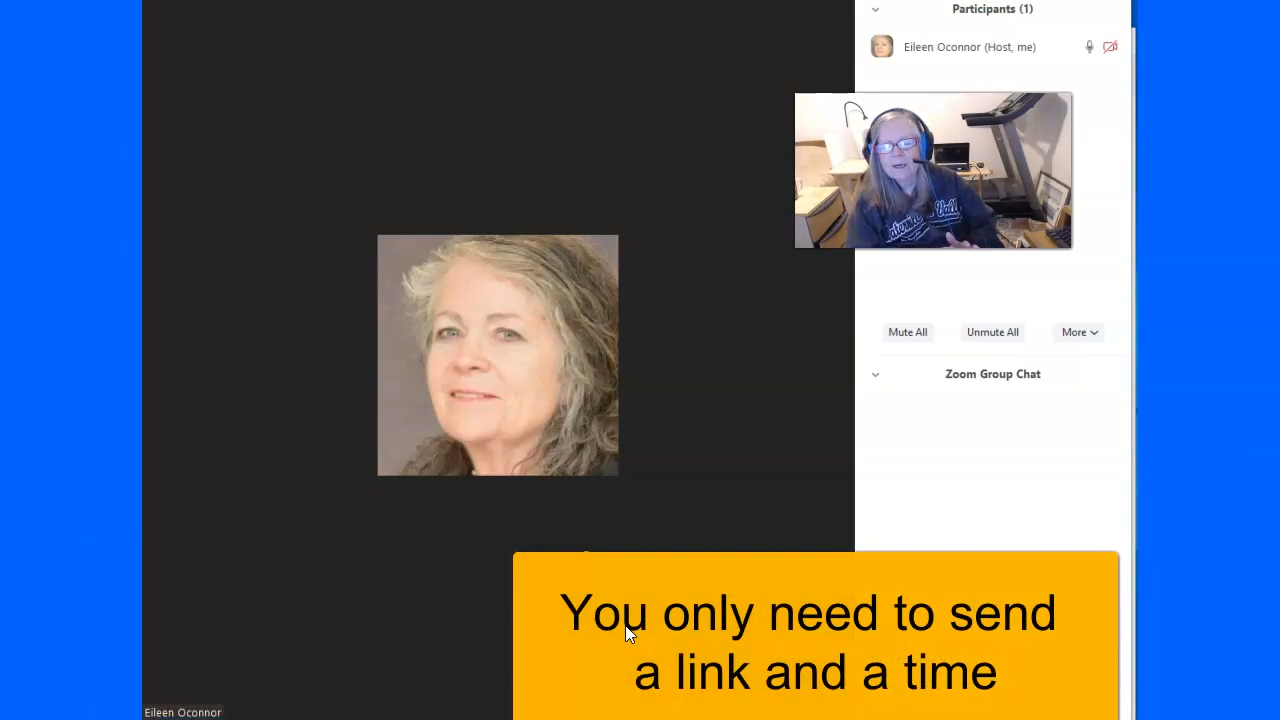 Participants (1)
Eileen Oconnor (Host, me)
Mute All
Unmute All
More
Zoom Group Chat
You only need to send
a link and a time
Eileen Oconnor